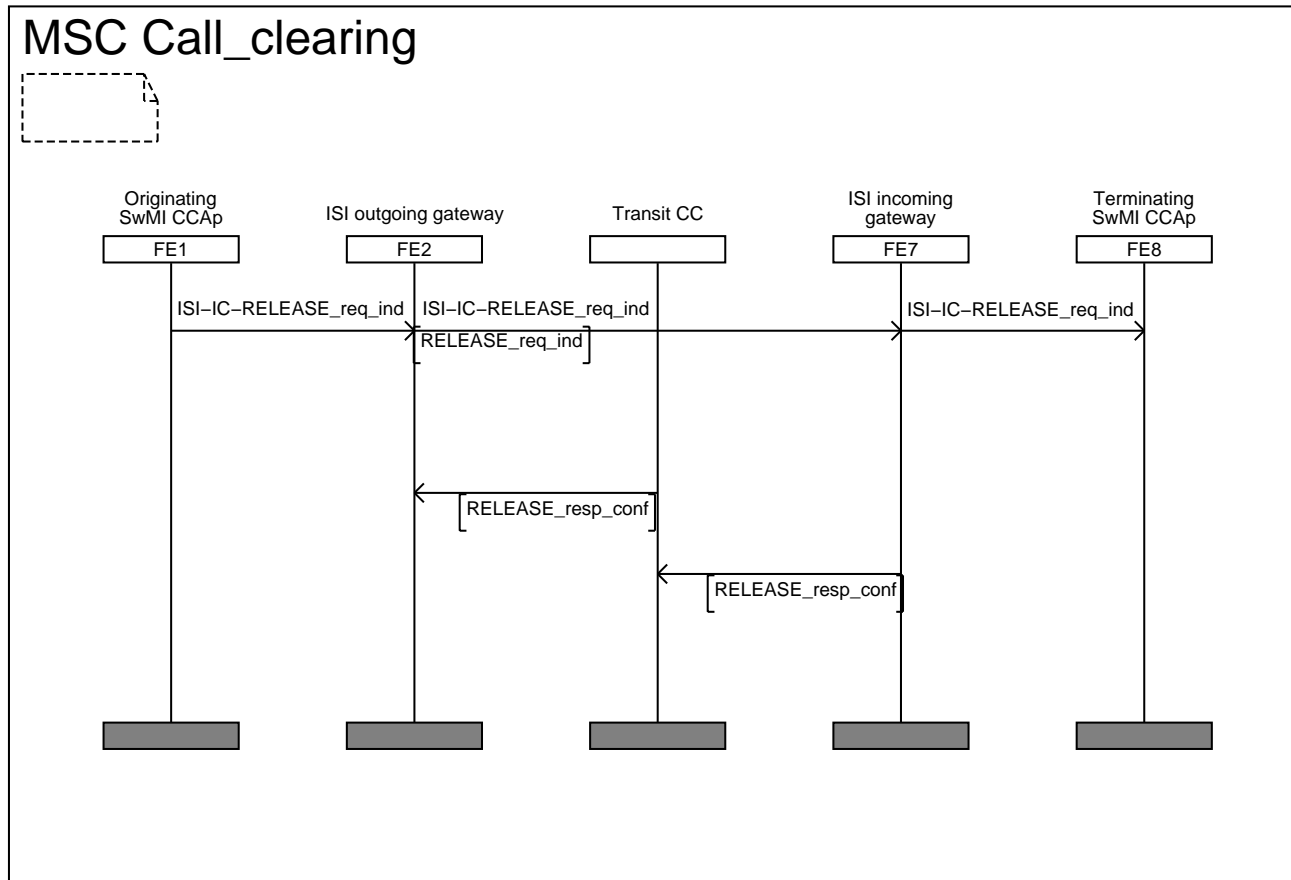 MSC Call_clearing
Originating
SwMI CCAp
ISI outgoing gateway
Transit CC
ISI incoming
gateway
Terminating
SwMI CCAp
FE1
FE2
FE7
FE8
ISI−IC−RELEASE_req_ind
ISI−IC−RELEASE_req_ind
ISI−IC−RELEASE_req_ind
RELEASE_req_ind
RELEASE_resp_conf
RELEASE_resp_conf